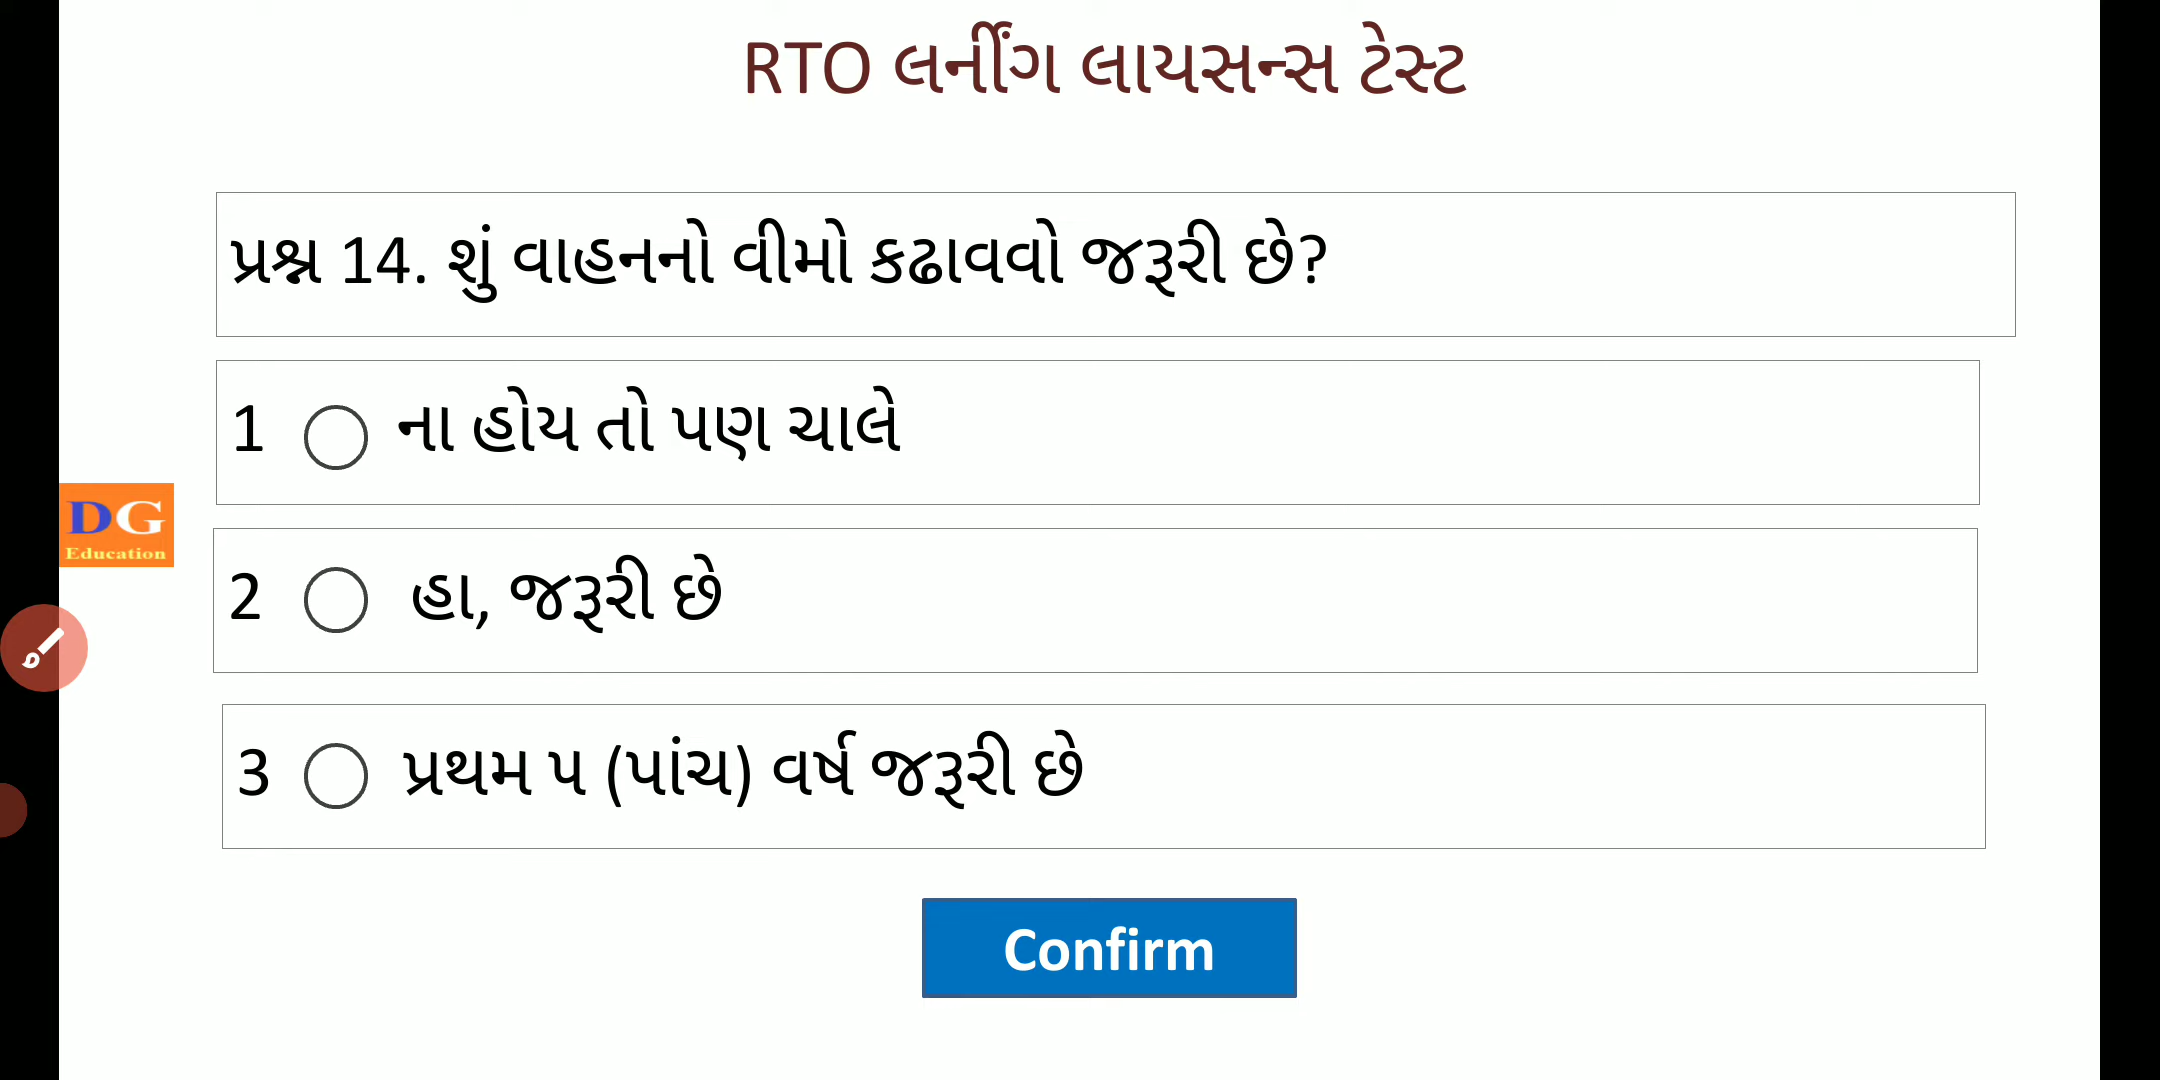 RTO લર્નીંગ લાયસન્સ ટેસ્ટ
પ્રશ્ન 14. શું વાહનનો વીમો કઢાવવો જરૂરી છે?
1 ના હોય તો પણ ચાલે
DG
Education
2 હા, જરૂરી છે
3 પ્રથમ ૫ (પાંચ) વર્ષ જરૂરી છે
Confirm